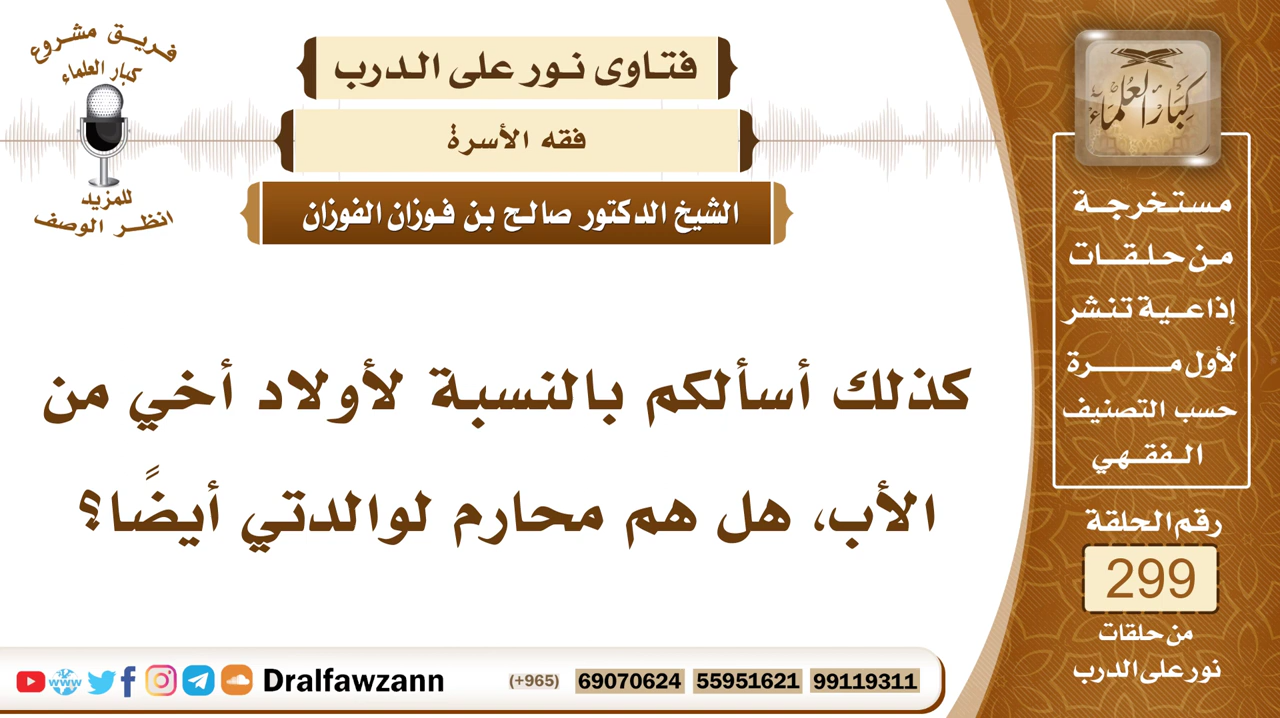 فريق مشروع
كبار العلماء
للمزيد
انظر الوصف
فتاوى نور على الدرب
فقه الأسرة
الشيخ الدكتور صالح بن فوزان الفوزان
كبار العلماء
مستخرجة
من حلقات
إذاعية تنشر
لأول مرة
حسب التصنيف
الفقهي
رقم الحلقة
299
من حلقات
نور على الدرب
كذلك أسألكم بالنسبة لأولاد أخي من
الأب، هل هم محارم لوالدتي أيضًا؟
www Dralfawzann (+965) 69070624 55951621 99119311